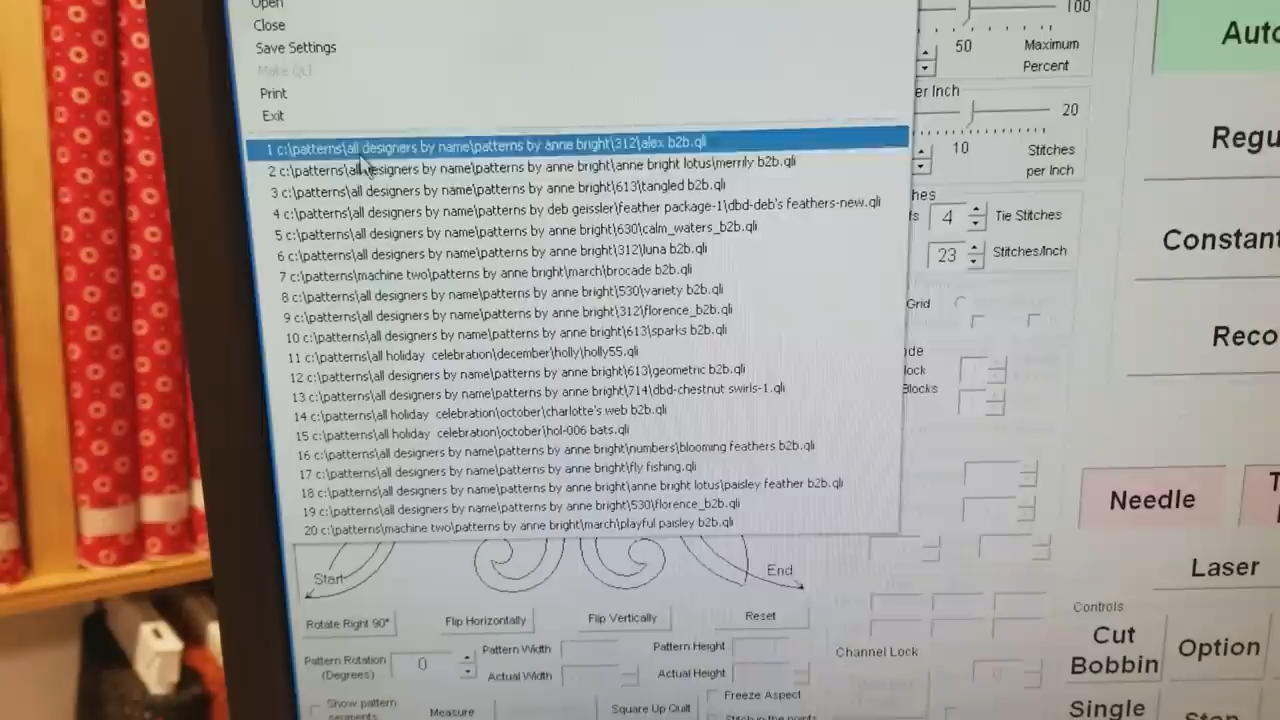 Open
Close
Save Settings
Make QLI
Print
Exit
1 c:\patterns\all designers by name\patterns by anne bright\312\alex b2b.qli
2 c:\patterns\all designers by name\patterns by anne bright\anne bright lotus\merrily b2b.qli
3 c:\patterns\all designers by name\patterns by anne bright\613\tangled b2b.qli
4 c:\patterns\all designers by name\patterns by deb geissler\feather package-1\dbd-deb's feathers-new.qli
5 c:\patterns\all designers by name\patterns by anne bright\630\calm_waters_b2b.qli
6 c:\patterns\all designers by name\patterns by anne bright\312\luna b2b.qli
7 c:\patterns\machine two\patterns by anne bright\march\brocade b2b.qli
8 c:\patterns\all designers by name\patterns by anne bright\530\variety b2b.qli
9 c:\patterns\all designers by name\patterns by anne bright\312\florence_b2b.qli
10 c:\patterns\all designers by name\patterns by anne bright\613\sparks b2b.qli
11 c:\patterns\all holiday celebration\december\holly\holly55.qli
12 c:\patterns\all designers by name\patterns by anne bright\613\geometric b2b.qli
13 c:\patterns\all designers by name\patterns by anne bright\714\dbd-chestnut swirls-1.qli
14 c:\patterns\all holiday celebration\october\charlotte's web b2b.qli
15 c:\patterns\all holiday celebration\october\hol-006 bats.qli
16 c:\patterns\all designers by name\patterns by anne bright\numbers\blooming feathers b2b.qli
17 c:\patterns\all designers by name\patterns by anne bright\fly fishing.qli
18 c:\patterns\all designers by name\patterns by anne bright\anne bright lotus\paisley feather b2b.qli
19 c:\patterns\all designers by name\patterns by anne bright\530\florence_b2b.qli
20 c:\patterns\machine two\patterns by anne bright\march\playful paisley b2b.qli
100
50 Maximum
Percent
er Inch
20
10 Stitches
per Inch
hes
s 4 Tie Stitches
23 Stitches/Inch
Grid
de
lock
Blocks
Auto
Regu
Constant
Reco
Needle
Laser
Controls
Cut
Bobbin
Option
Single
Stop
Start
End
Rotate Right 90°
Flip Horizontally
Flip Vertically
Reset
Pattern Rotation
(Degrees)
0
Pattern Width
Pattern Height
Actual Width
Actual Height
Channel Lock
Show pattern
segments
Measure
Square Up Quilt
Freeze Aspect
Stitch in the points